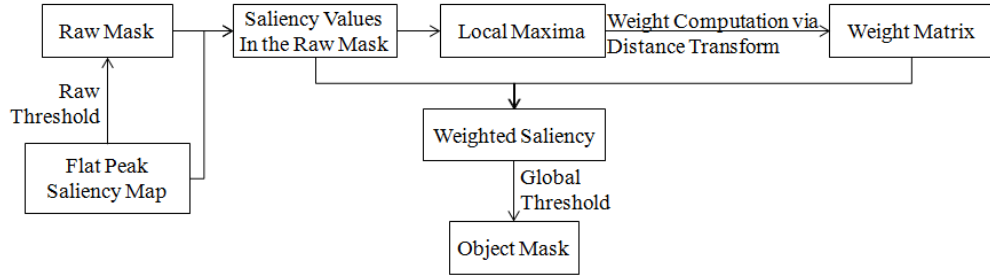 Raw Mask
Saliency Values
In the Raw Mask
Local Maxima
Weight Computation via
Distance Transform
Weight Matrix
Raw
Threshold
Flat Peak
Saliency Map
Weighted Saliency
Global
Threshold
Object Mask